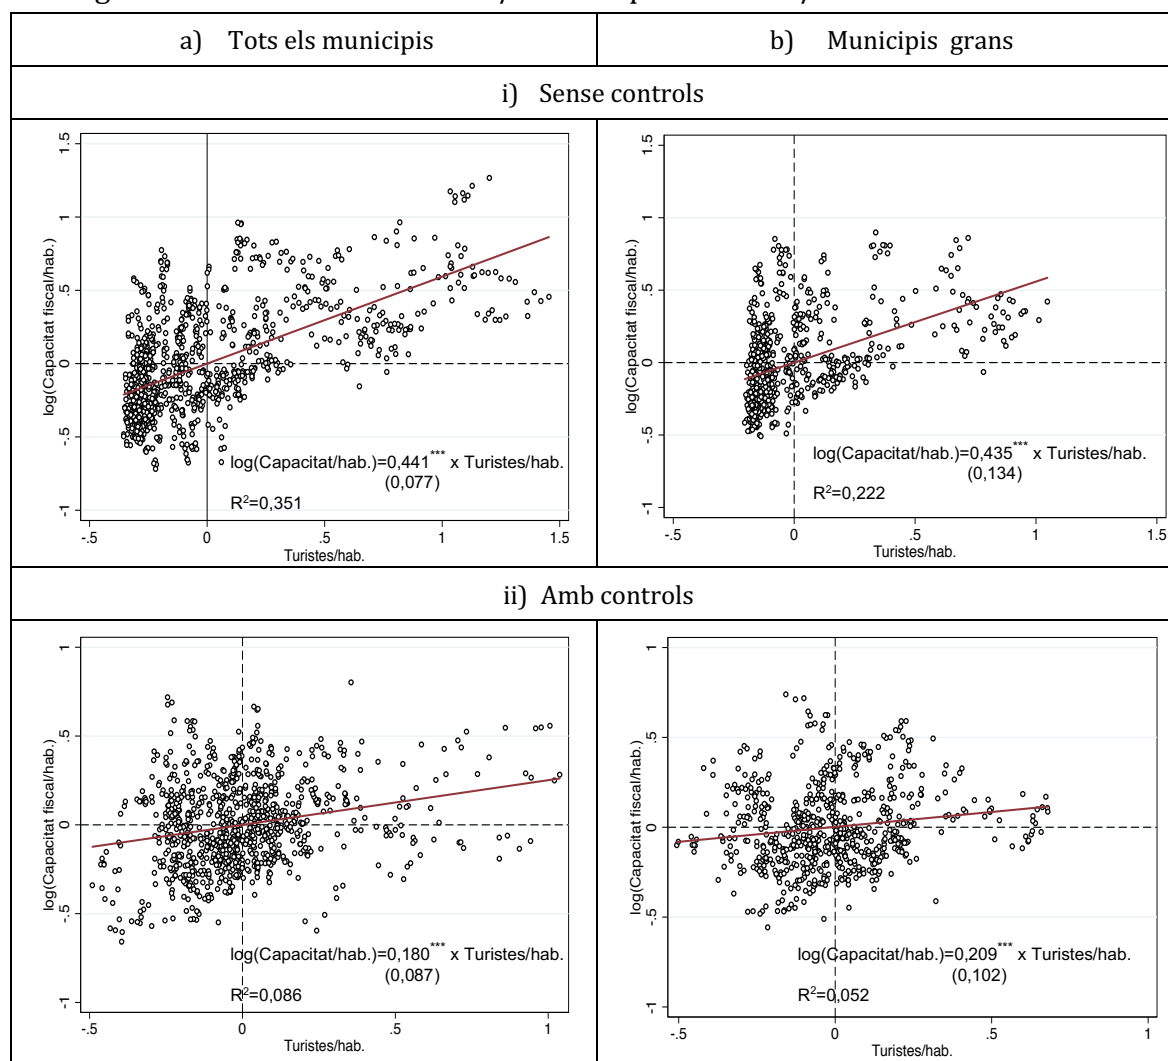 a) Tots els municipis
b) Municipis grans
i) Sense controls
log(Capacitat fiscal/hab.)
1.5
1
.5
0
-.5
-1
log(Capacitat/hab.)=0,441*** x Turistes/hab.
(0,077)
R²=0,351
-.5 0 .5 1 1.5
Turistes/hab.
log(Capacitat fiscal/hab.)
1.5
1
.5
0
-.5
-1
log(Capacitat/hab.)=0,435*** x Turistes/hab.
(0,134)
R²=0,222
-.5 0 .5 1 1.5
Turistes/hab.
ii) Amb controls
log(Capacitat fiscal/hab.)
1
.5
0
-.5
-1
log(Capacitat/hab.)=0,180*** x Turistes/hab.
(0,087)
R²=0,086
-.5 0 .5 1
Turistes/hab.
log(Capacitat fiscal/hab.)
1
.5
0
-.5
-1
log(Capacitat/hab.)=0,209*** x Turistes/hab.
(0,102)
R²=0,052
-.5 0 .5 1
Turistes/hab.